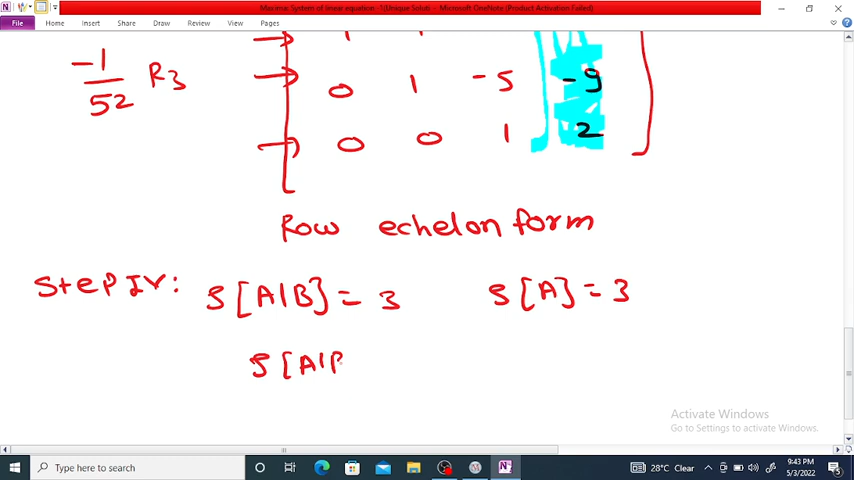 Maxima: System of linear equation -1(Unique Soluti - Microsoft OneNote (Product Activation Failed)
File Home Insert Share Draw Review View Pages
-1/52 R3
0 1 -5 -9
0 0 1 2
Row echelon form
Step IV: ρ[A|B] = 3 ρ[A] = 3
ρ[A|
Activate Windows
Go to Settings to activate Windows.
Type here to search
28°C Clear
9:43 PM
5/3/2022
5